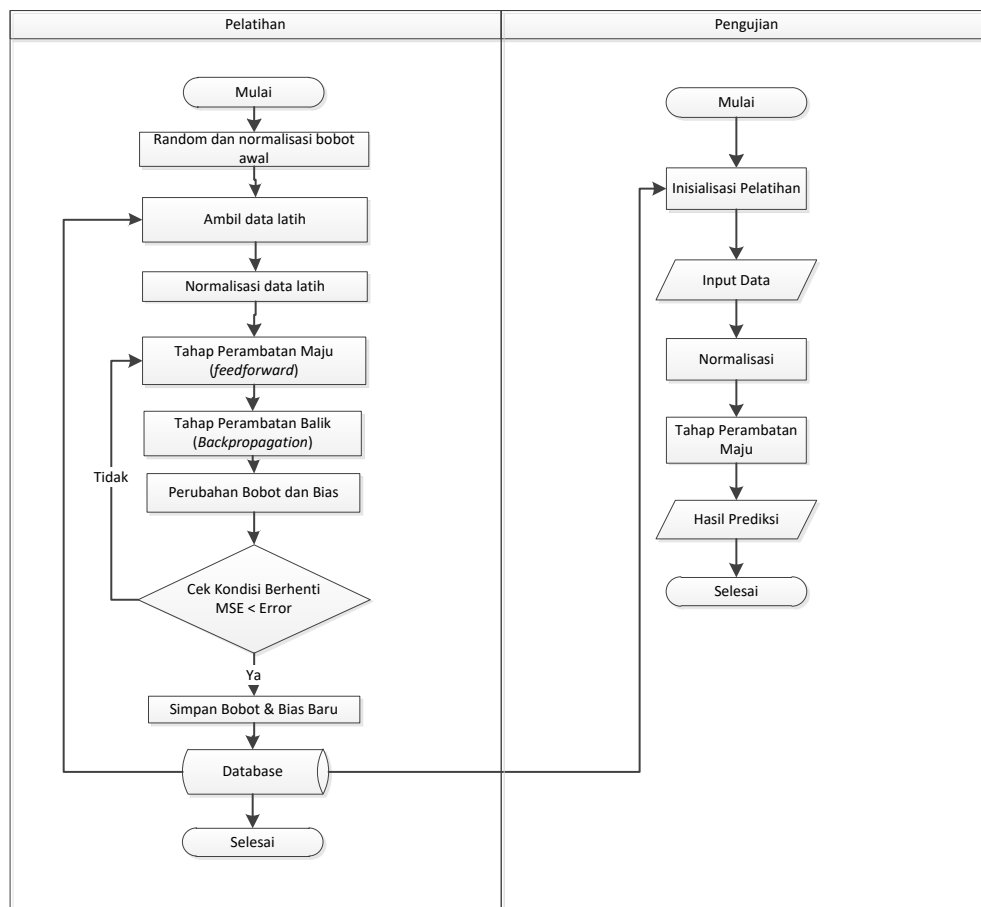 Pelatihan
Mulai
Random dan normalisasi bobot
awal
Ambil data latih
Normalisasi data latih
Tahap Perambatan Maju
(feedforward)
Tahap Perambatan Balik
(Backpropagation)
Tidak
Perubahan Bobot dan Bias
Cek Kondisi Berhenti
MSE < Error
Ya
Simpan Bobot & Bias Baru
Database
Selesai
Pengujian
Mulai
Inisialisasi Pelatihan
Input Data
Normalisasi
Tahap Perambatan
Maju
Hasil Prediksi
Selesai